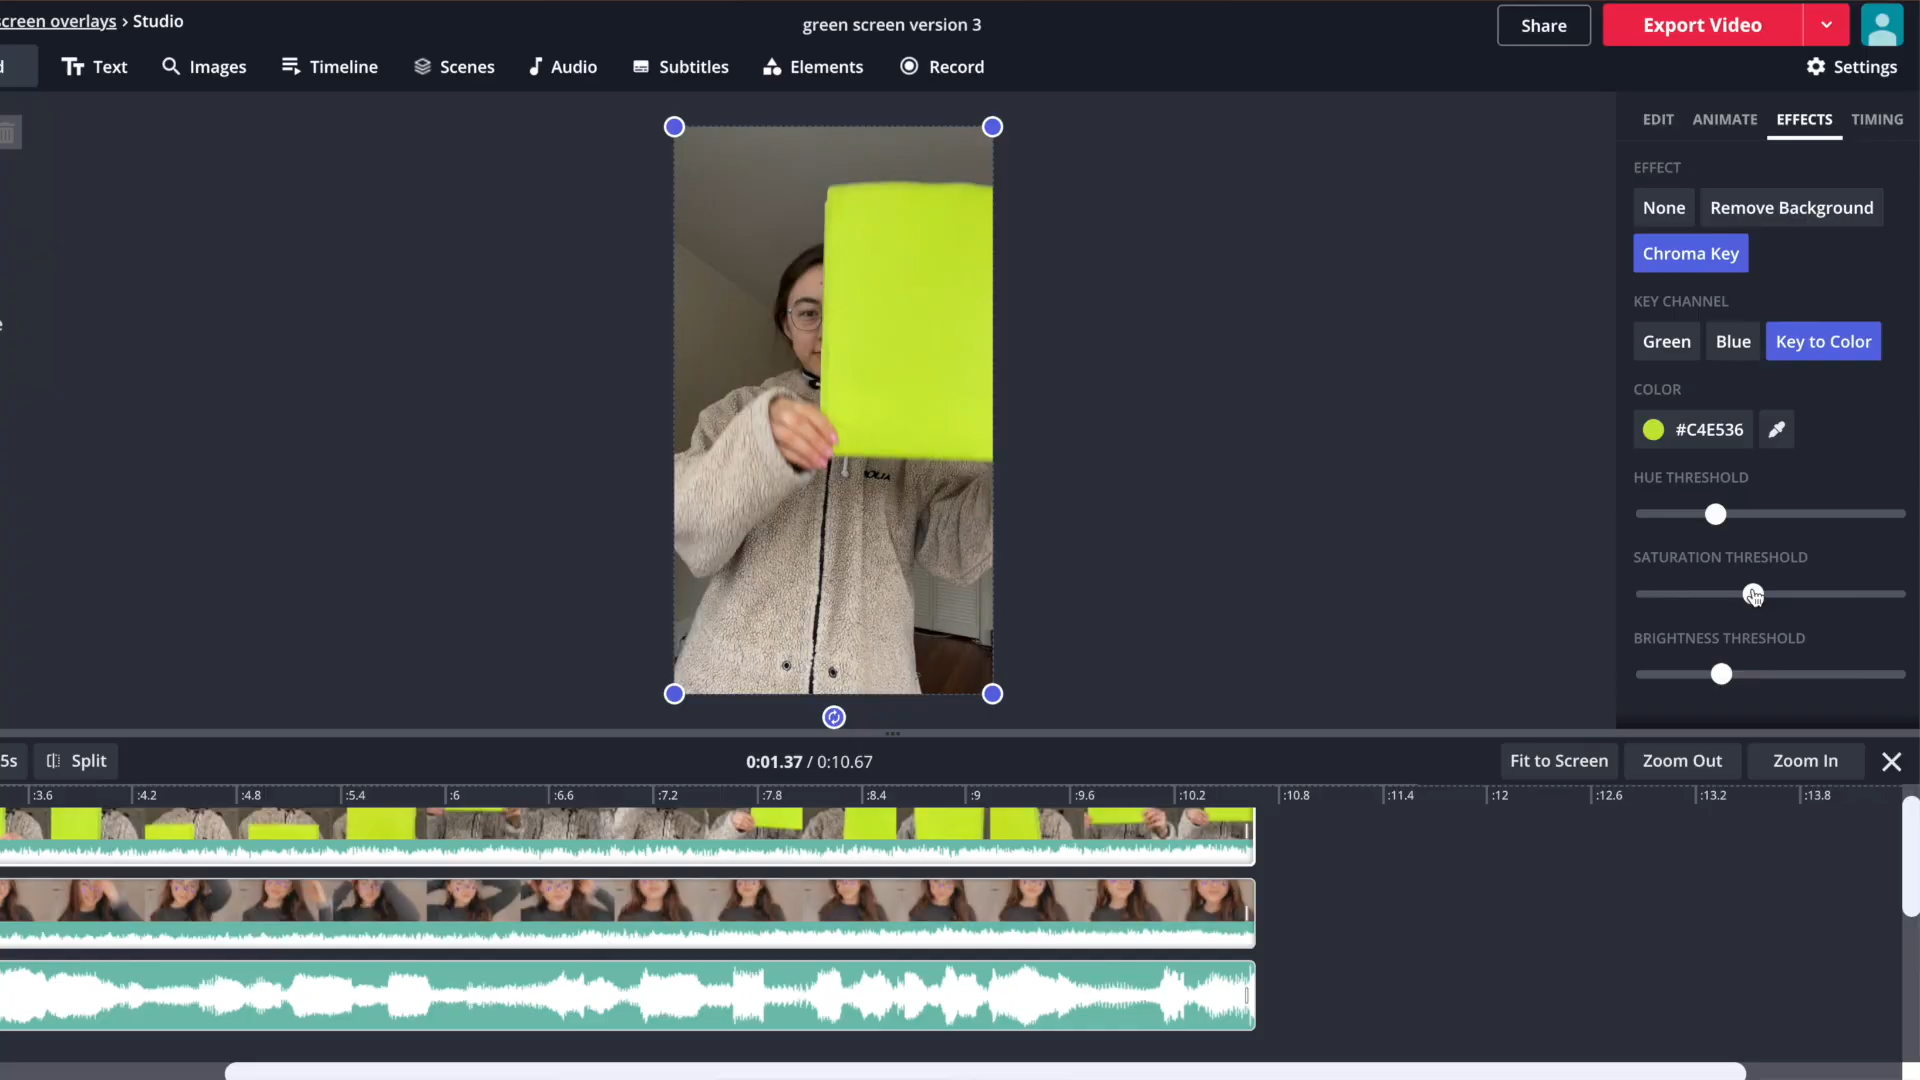 screen overlays > Studio
green screen version 3
Share
Export Video
d
Text
Images
Timeline
Scenes
Audio
Subtitles
Elements
Record
Settings
EDIT
ANIMATE
EFFECTS
TIMING
EFFECT
None
Remove Background
Chroma Key
KEY CHANNEL
Green
Blue
Key to Color
COLOR
#C4E536
HUE THRESHOLD
SATURATION THRESHOLD
BRIGHTNESS THRESHOLD
e
OLLA
5s
Split
0:01.37 / 0:10.67
Fit to Screen
Zoom Out
Zoom In
:3.6
:4.2
:4.8
:5.4
:6
:6.6
:7.2
:7.8
:8.4
:9
:9.6
:10.2
:10.8
:11.4
:12
:12.6
:13.2
:13.8